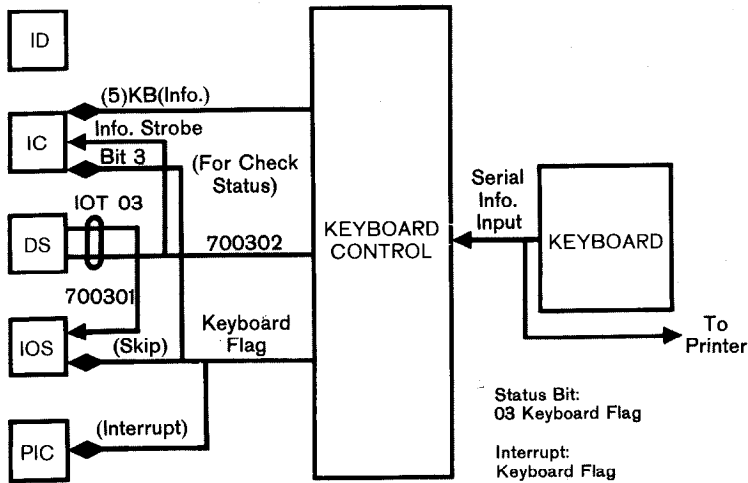 ID
(5)KB(Info.)
IC
Info. Strobe
Bit 3
(For Check
Status)
IOT 03
DS
700302
700301
IOS
(Skip)
Keyboard
Flag
PIC
(Interrupt)
KEYBOARD
CONTROL
Serial
Info.
Input
KEYBOARD
To
Printer
Status Bit:
03 Keyboard Flag
Interrupt:
Keyboard Flag